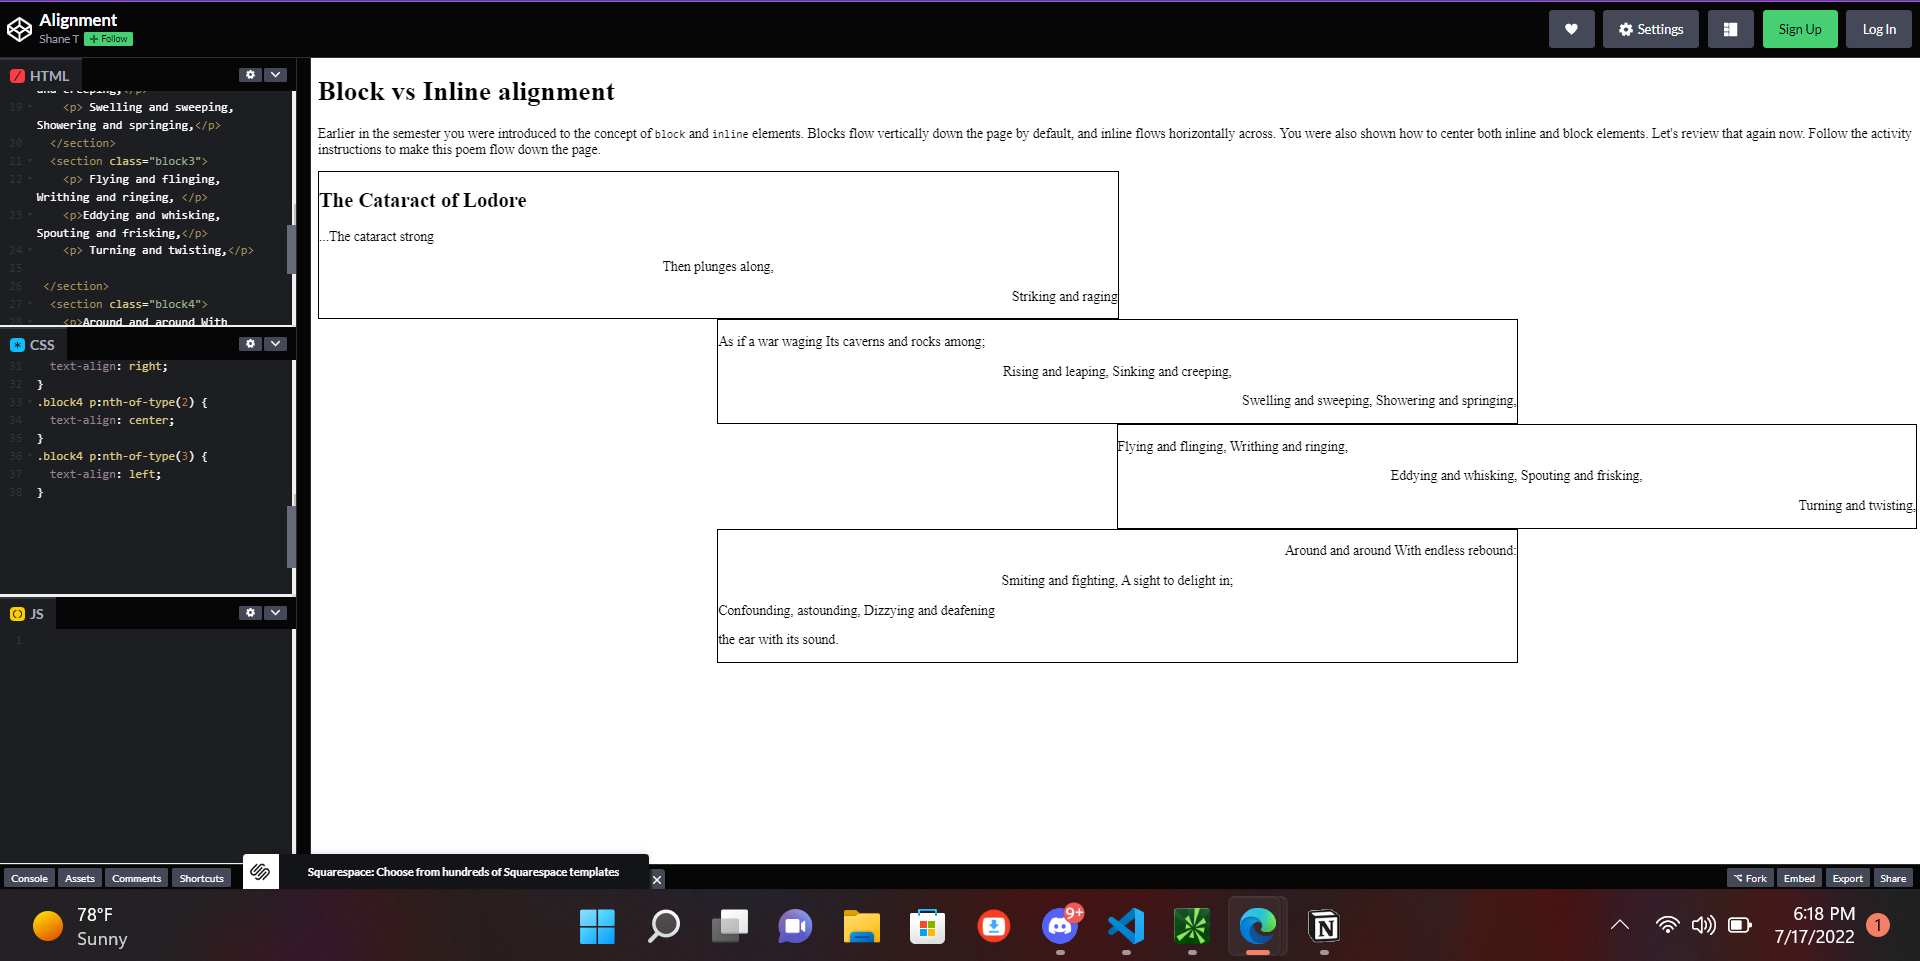 Alignment
Shane T + Follow
Settings
Sign Up
Log In
HTML
and creeping,</p>
19 <p> Swelling and sweeping,
Showering and springing,</p>
20 </section>
21 <section class="block3">
22 <p> Flying and flinging,
Writhing and ringing, </p>
23 <p>Eddying and whisking,
Spouting and frisking,</p>
24 <p> Turning and twisting,</p>
25
26 </section>
27 <section class="block4">
28 <p>Around and around With
CSS
31 text-align: right;
32 }
33 .block4 p:nth-of-type(2) {
34 text-align: center;
35 }
36 .block4 p:nth-of-type(3) {
37 text-align: left;
38 }
JS
1
Block vs Inline alignment
Earlier in the semester you were introduced to the concept of block and inline elements. Blocks flow vertically down the page by default, and inline flows horizontally across. You were also shown how to center both inline and block elements. Let's review that again now. Follow the activity
instructions to make this poem flow down the page.
The Cataract of Lodore
...The cataract strong
Then plunges along,
Striking and raging
As if a war waging Its caverns and rocks among;
Rising and leaping, Sinking and creeping,
Swelling and sweeping, Showering and springing,
Flying and flinging, Writhing and ringing,
Eddying and whisking, Spouting and frisking,
Turning and twisting,
Around and around With endless rebound:
Smiting and fighting, A sight to delight in;
Confounding, astounding, Dizzying and deafening
the ear with its sound.
Console Assets Comments Shortcuts
Squarespace: Choose from hundreds of Squarespace templates
Fork Embed Export Share
78°F
Sunny
9+
6:18 PM
7/17/2022
1